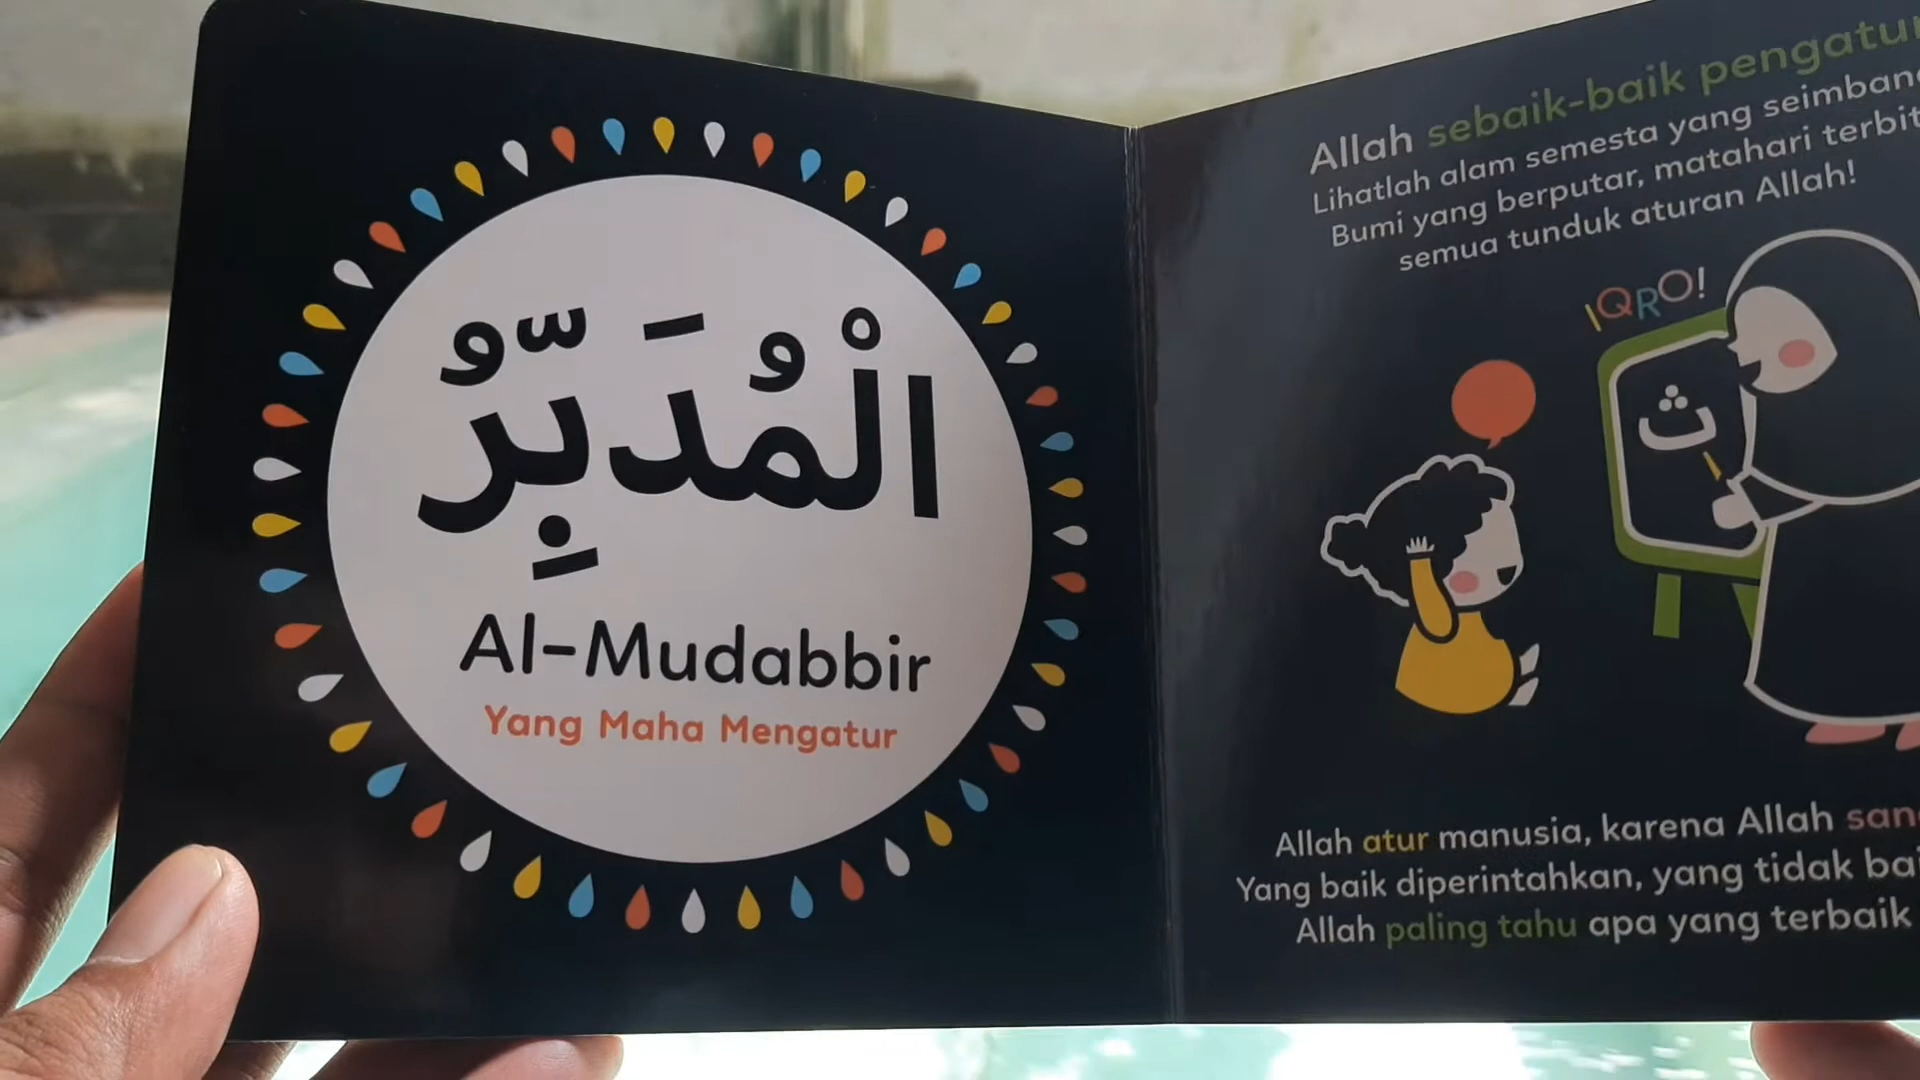 الْمُدَبِّرُ
Al-Mudabbir
Yang Maha Mengatur
Allah sebaik-baik pengatur
Lihatlah alam semesta yang
Bumi yang berputar, matahari terbit
semua tunduk aturan Allah!
IQRO!
ث
Allah atur manusia, karena Allah
Yang baik diperintahkan, yang tidak
Allah paling tahu apa yang terbaik